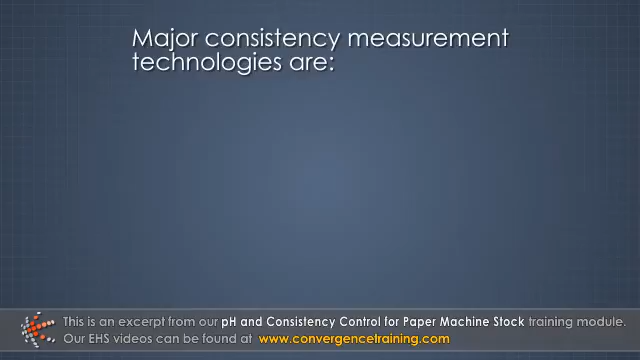 Major consistency measurement
technologies are:
This is an excerpt from our pH and Consistency Control for Paper Machine Stock training module.
Our EHS videos can be found at www.convergencetraining.com